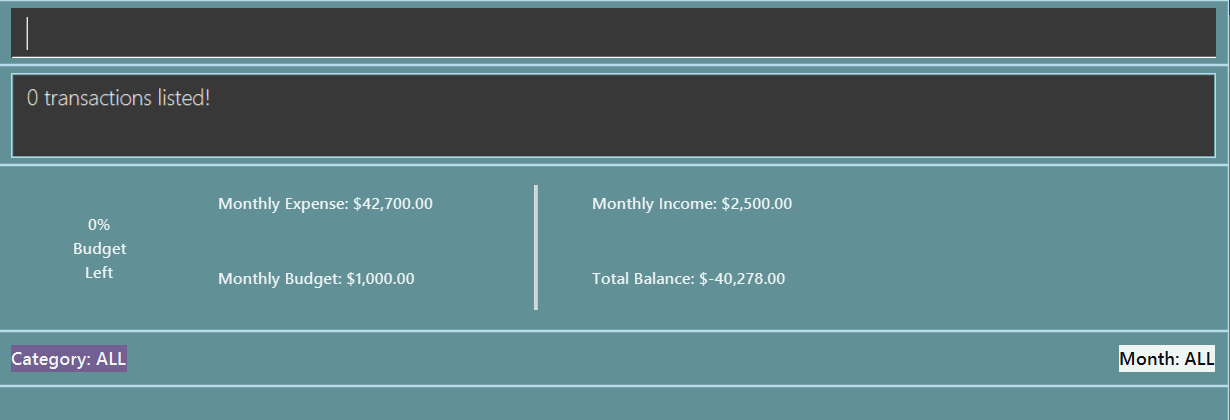 0 transactions listed!
0%
Budget
Left
Monthly Expense: $42,700.00
Monthly Budget: $1,000.00
Monthly Income: $2,500.00
Total Balance: $-40,278.00
Category: ALL
Month: ALL